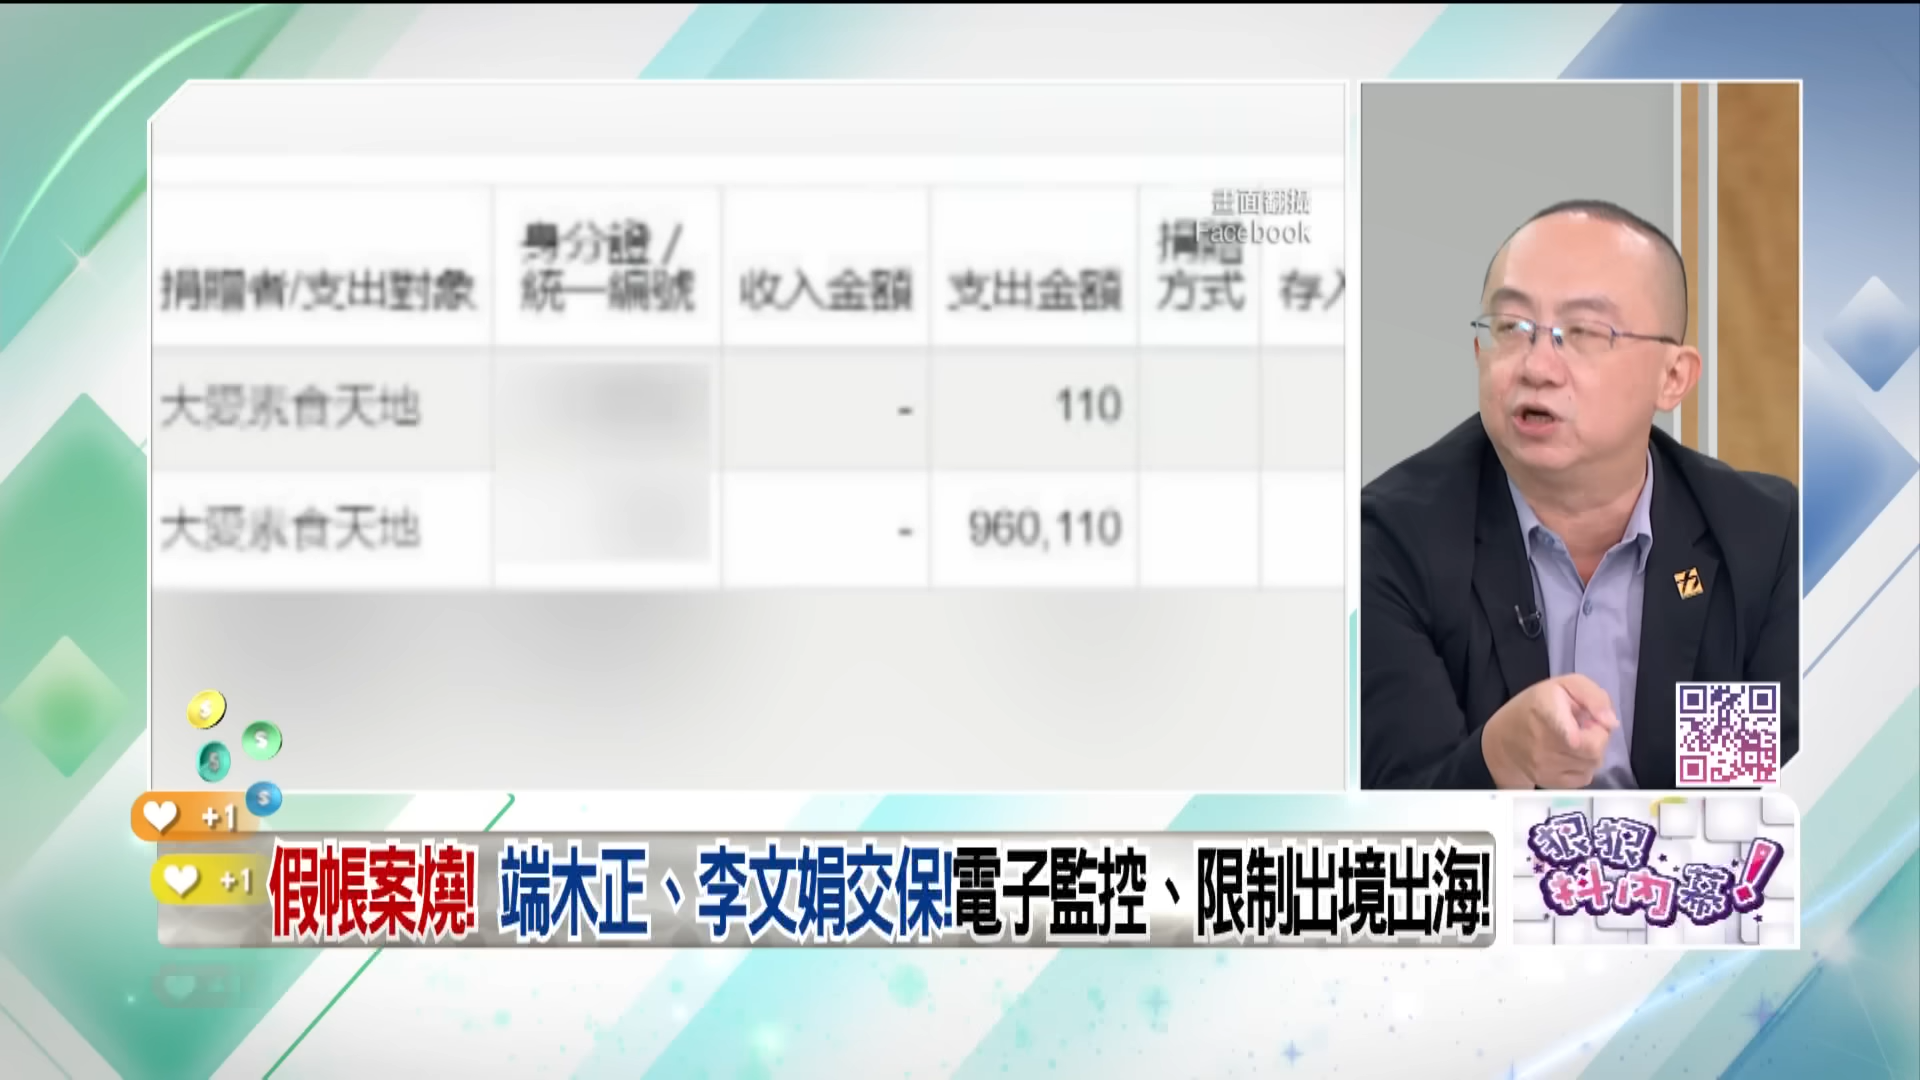 畫面翻攝
Facebook
捐贈者/支出對象
身分證/
統一編號
收入金額
支出金額
捐贈
方式
存入
大愛素食天地
-
110
大愛素食天地
-
960,110
+1
+1
假帳案燒! 端木正、李文娟交保!電子監控、限制出境出海!
狠狠
抖內幕!